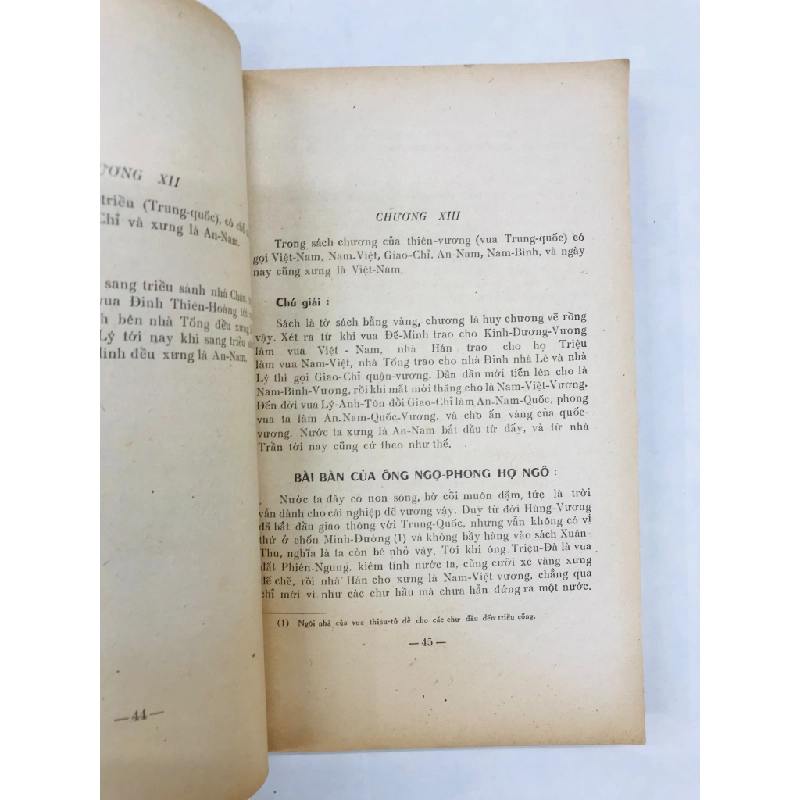 ƯƠNG XII
triều (Trung-quốc), có chỗ
Chỉ và xưng là An-Nam.
sang triều sánh nhà
vua Đinh Thiên-Hoàng tới
h bên nhà Tống đều xưng
Lý tới nay khi sang triều
Minh đều xưng là An-Nam.
—44—
CHƯƠNG XIII
Trong sách chương của thiên-vương (vua Trung-quốc) có
gọi Việt-Nam, Nam-Việt, Giao-Chỉ, An Nam, Nam-Bình, và ngày
nay cũng xưng là Việt-Nam.
Chú giải :
Sách là tờ sách bằng vàng, chương là huy chương vẽ rồng
vậy. Xét ra từ khi vua Đế-Minh trao cho Kinh-Dương-Vương
làm vua Việt - Nam, nhà Hán trao cho họ Triệu
làm vua Nam-Việt, nhà Tống trao cho nhà Đinh nhà Lê và nhà
Lý thì gọi Giao-Chỉ quận-vương. Dần dần mới tiến lên cho là
Nam-Bình-Vương, rồi khi mất mới tháng cho là Nam-Việt-Vương.
Đến đời vua Lý-Anh-Tôn đổi Giao-Chỉ làm An-Nam-Quốc, phong
vua ta làm An.Nam-Quốc.Vương, và cho ấn vàng của quốc-
vương. Nước ta xưng là An-Nam bắt đầu từ đấy, và từ nhà
Trần tới nay cũng cứ theo như thế.
BÀI BÀN CỦA ÔNG NGỌ-PHONG HỌ NGÔ :
Nước ta đây có non sông, bờ cõi muôn dặm, tức là trời
vẫn dành cho cái nghiệp đế vương vậy. Duy từ đời Hùng-Vương
đã bắt đầu giao thông với Trung-Quốc, nhưng vẫn không có vị
thứ ở chốn Minh-Đường (1) và không bầy hàng vào sách Xuân-
Thu, nghĩa là ta còn bé nhỏ vậy. Tới khi ông Triệu-Đà là vua
đất Phiên-Ngung, kiêm tính nước ta, cũng cưỡi xe vàng xưng
đế chế, rồi nhà Hán cho xưng là Nam-Việt vương, chẳng qua
chỉ mới ví như các chư hầu mà chưa hẳn đứng ra một nước.
(1) Ngôi nhà của vua thiên-tử để cho các chư đâu đến triều cống.
—45—